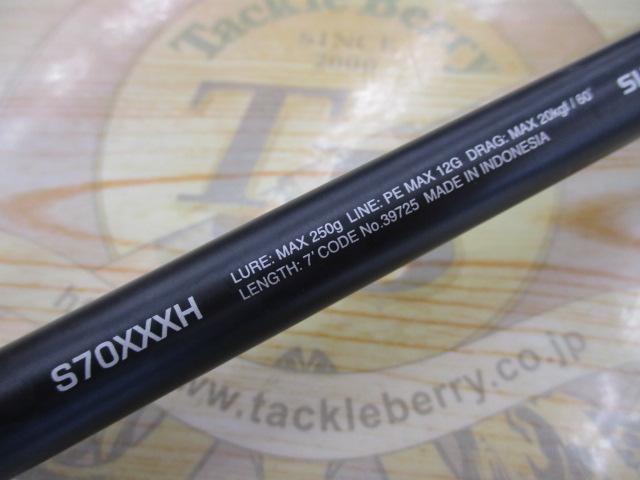 Tackle Berry
SINCE
2000
S70XXXH
LURE: MAX 250g LINE: PE MAX 12G DRAG: MAX 20kgf / 60°
LENGTH: 7' CODE No.39725 MADE IN INDONESIA
www.tackleberry.co.jp